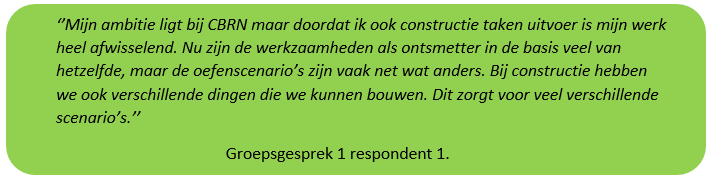 ‘’Mijn ambitie ligt bij CBRN maar doordat ik ook constructie taken uitvoer is mijn werk
heel afwisselend. Nu zijn de werkzaamheden als ontsmetter in de basis veel van
hetzelfde, maar de oefenscenario’s zijn vaak net wat anders. Bij constructie hebben
we ook verschillende dingen die we kunnen bouwen. Dit zorgt voor veel verschillende
scenario’s.’’
Groepsgesprek 1 respondent 1.